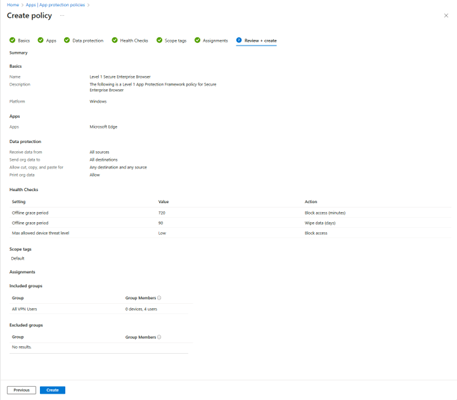 Home > Apps | App protection policies >
Create policy ...
Basics Apps Data protection Health Checks Scope tags Assignments 7 Review + create
Summary
Basics
Name Level 1 Secure Enterprise Browser
Description The following is a Level 1 App Protection Framework policy for Secure
Enterprise Browser
Platform Windows
Apps
Apps Microsoft Edge
Data protection
Receive data from All sources
Send org data to All destinations
Allow cut, copy, and paste for Any destination and any source
Print org data Allow
Health Checks
Setting Value Action
Offline grace period 720 Block access (minutes)
Offline grace period 90 Wipe data (days)
Max allowed device threat level Low Block access
Scope tags
Default
Assignments
Included groups
Group Group Members
All VPN Users 0 devices, 4 users
Excluded groups
Group Group Members
No results
Previous Create